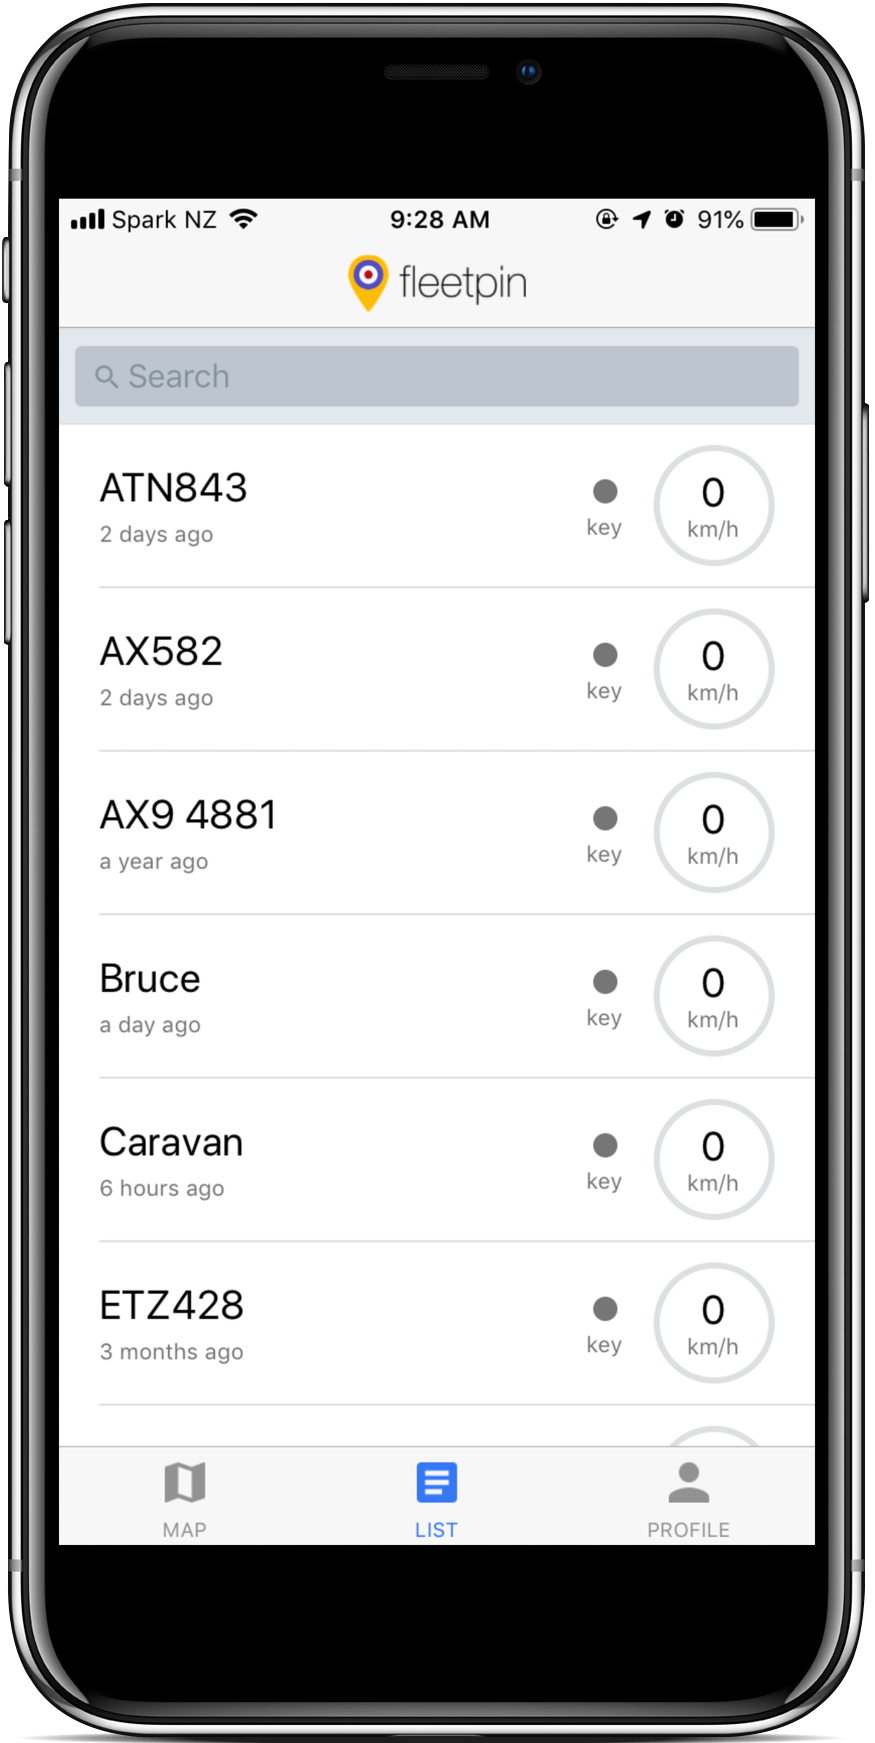 Spark NZ 9:28 AM 91%
fleetpin
Search
ATN843
2 days ago
key
0
km/h
AX582
2 days ago
key
0
km/h
AX9 4881
a year ago
key
0
km/h
Bruce
a day ago
key
0
km/h
Caravan
6 hours ago
key
0
km/h
ETZ428
3 months ago
key
0
km/h
MAP LIST PROFILE